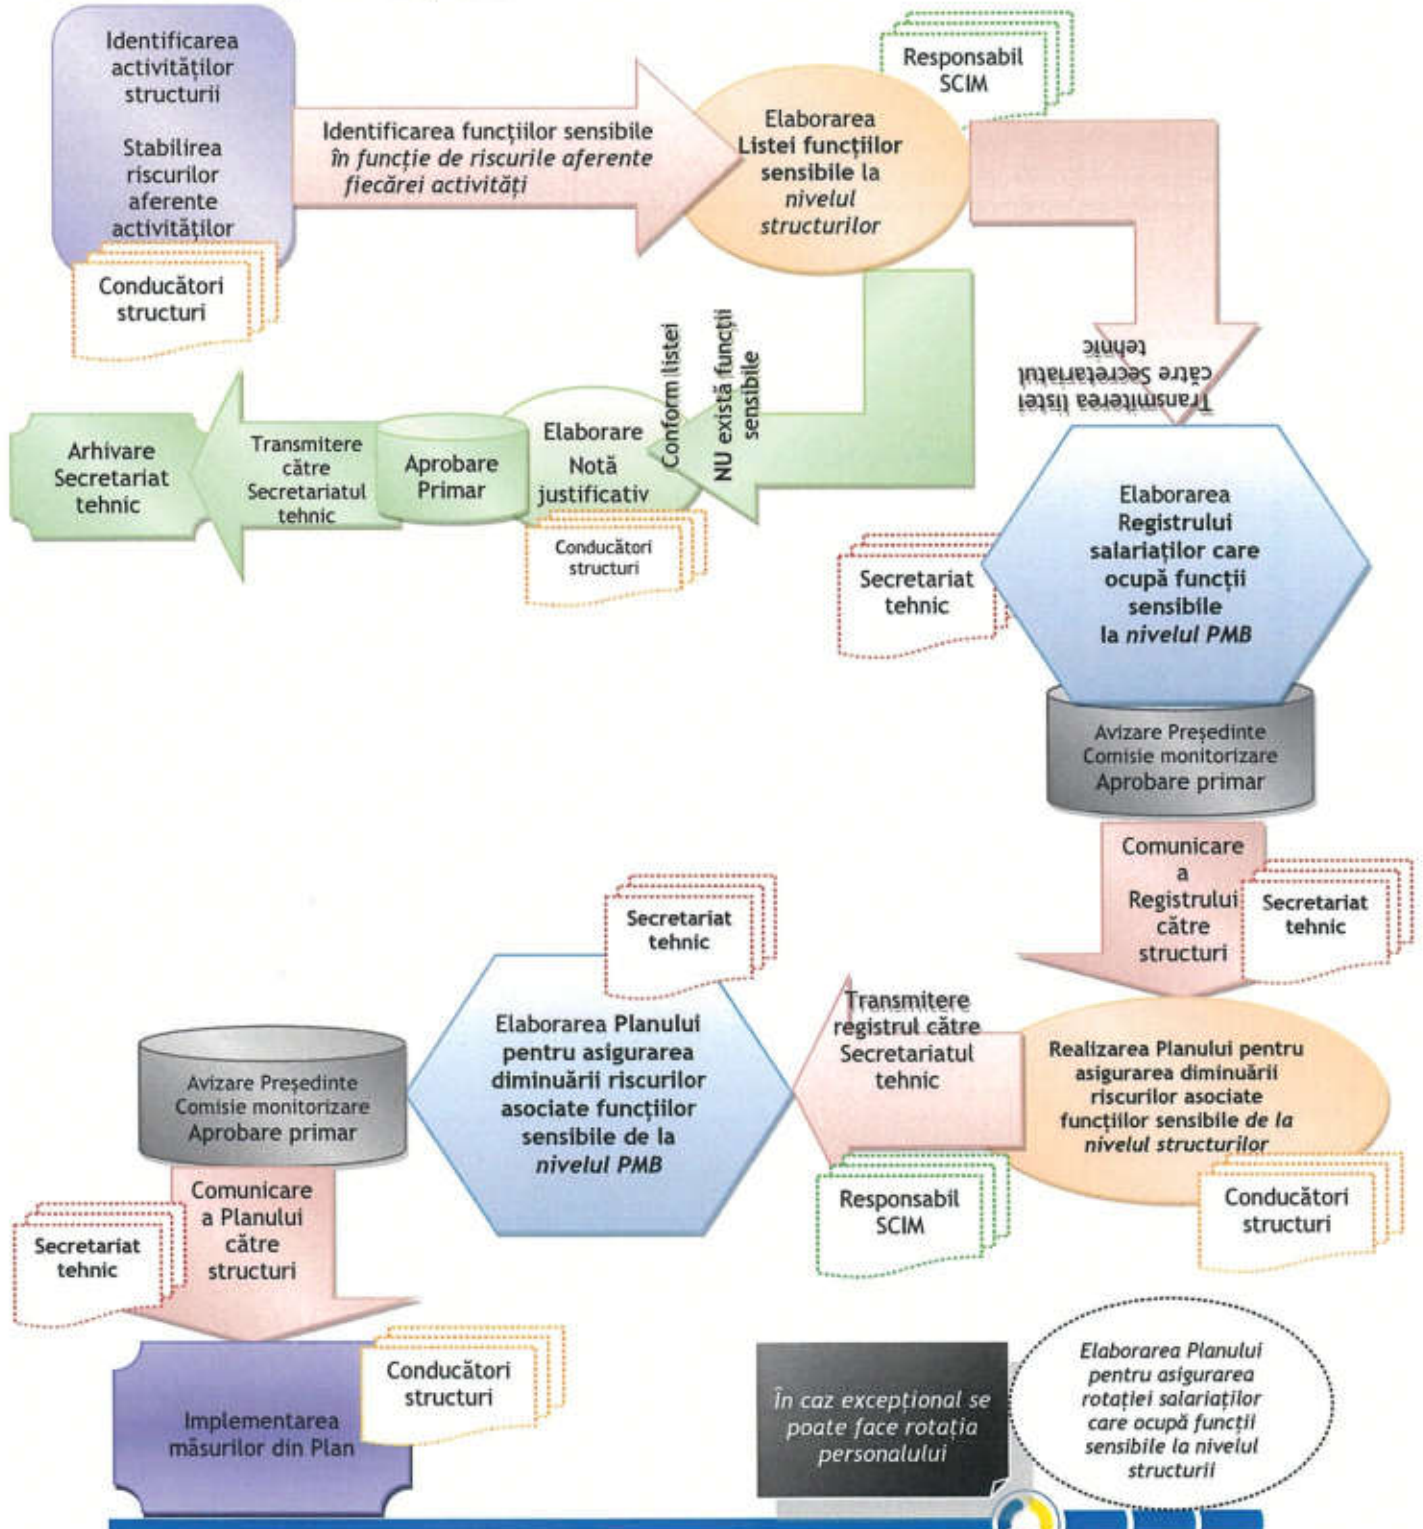 Identificarea
activităților
structurii
Stabilirea
riscurilor
aferente
activităților
Conducători
structuri
Identificarea funcțiilor sensibile
în funcție de riscurile aferente
fiecărei activități
Responsabil
SCIM
Elaborarea
Listei funcțiilor
sensibile la
nivelul
structurilor
Transmiterea listei
către Secretariatul
tehnic
Conform listei
NU există funcții
sensibile
Elaborare
Notă
justificativ
Conducători
structuri
Aprobare
Primar
Transmitere
către
Secretariatul
tehnic
Arhivare
Secretariat
tehnic
Elaborarea
Registrului
salariaților care
ocupă funcții
sensibile
la nivelul PMB
Secretariat
tehnic
Avizare Președinte
Comisie monitorizare
Aprobare primar
Comunicare
a
Registrului
către
structuri
Secretariat
tehnic
Realizarea Planului pentru
asigurarea diminuării
riscurilor asociate
funcțiilor sensibile de la
nivelul structurilor
Conducători
structuri
Transmitere
registrul către
Secretariatul
tehnic
Responsabil
SCIM
Secretariat
tehnic
Elaborarea Planului
pentru asigurarea
diminuării riscurilor
asociate funcțiilor
sensibile de la
nivelul PMB
Avizare Președinte
Comisie monitorizare
Aprobare primar
Comunicare
a Planului
către
structuri
Secretariat
tehnic
Implementarea
măsurilor din Plan
Conducători
structuri
În caz excepțional se
poate face rotația
personalului
Elaborarea Planului
pentru asigurarea
rotației salariaților
care ocupă funcții
sensibile la nivelul
structurii